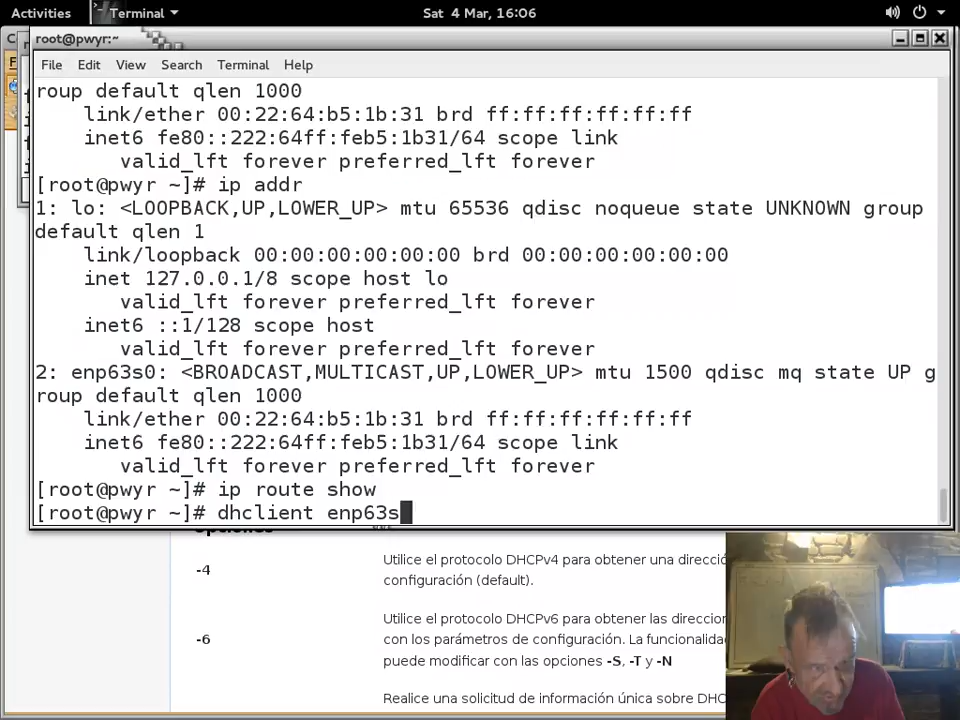 Activities Terminal Sat 4 Mar, 16:06
root@pwyr:~
File Edit View Search Terminal Help
roup default qlen 1000
link/ether 00:22:64:b5:1b:31 brd ff:ff:ff:ff:ff:ff
inet6 fe80::222:64ff:feb5:1b31/64 scope link
valid_lft forever preferred_lft forever
[root@pwyr ~]# ip addr
1: lo: <LOOPBACK,UP,LOWER_UP> mtu 65536 qdisc noqueue state UNKNOWN group
default qlen 1
link/loopback 00:00:00:00:00:00 brd 00:00:00:00:00:00
inet 127.0.0.1/8 scope host lo
valid_lft forever preferred_lft forever
inet6 ::1/128 scope host
valid_lft forever preferred_lft forever
2: enp63s0: <BROADCAST,MULTICAST,UP,LOWER_UP> mtu 1500 qdisc mq state UP g
roup default qlen 1000
link/ether 00:22:64:b5:1b:31 brd ff:ff:ff:ff:ff:ff
inet6 fe80::222:64ff:feb5:1b31/64 scope link
valid_lft forever preferred_lft forever
[root@pwyr ~]# ip route show
[root@pwyr ~]# dhclient enp63s
-4 Utilice el protocolo DHCPv4 para obtener una direcció
configuración (default).
Utilice el protocolo DHCPv6 para obtener las direccion
-6 con los parámetros de configuración. La funcionalidad
puede modificar con las opciones -S, -T y -N
Realice una solicitud de información única sobre DHC